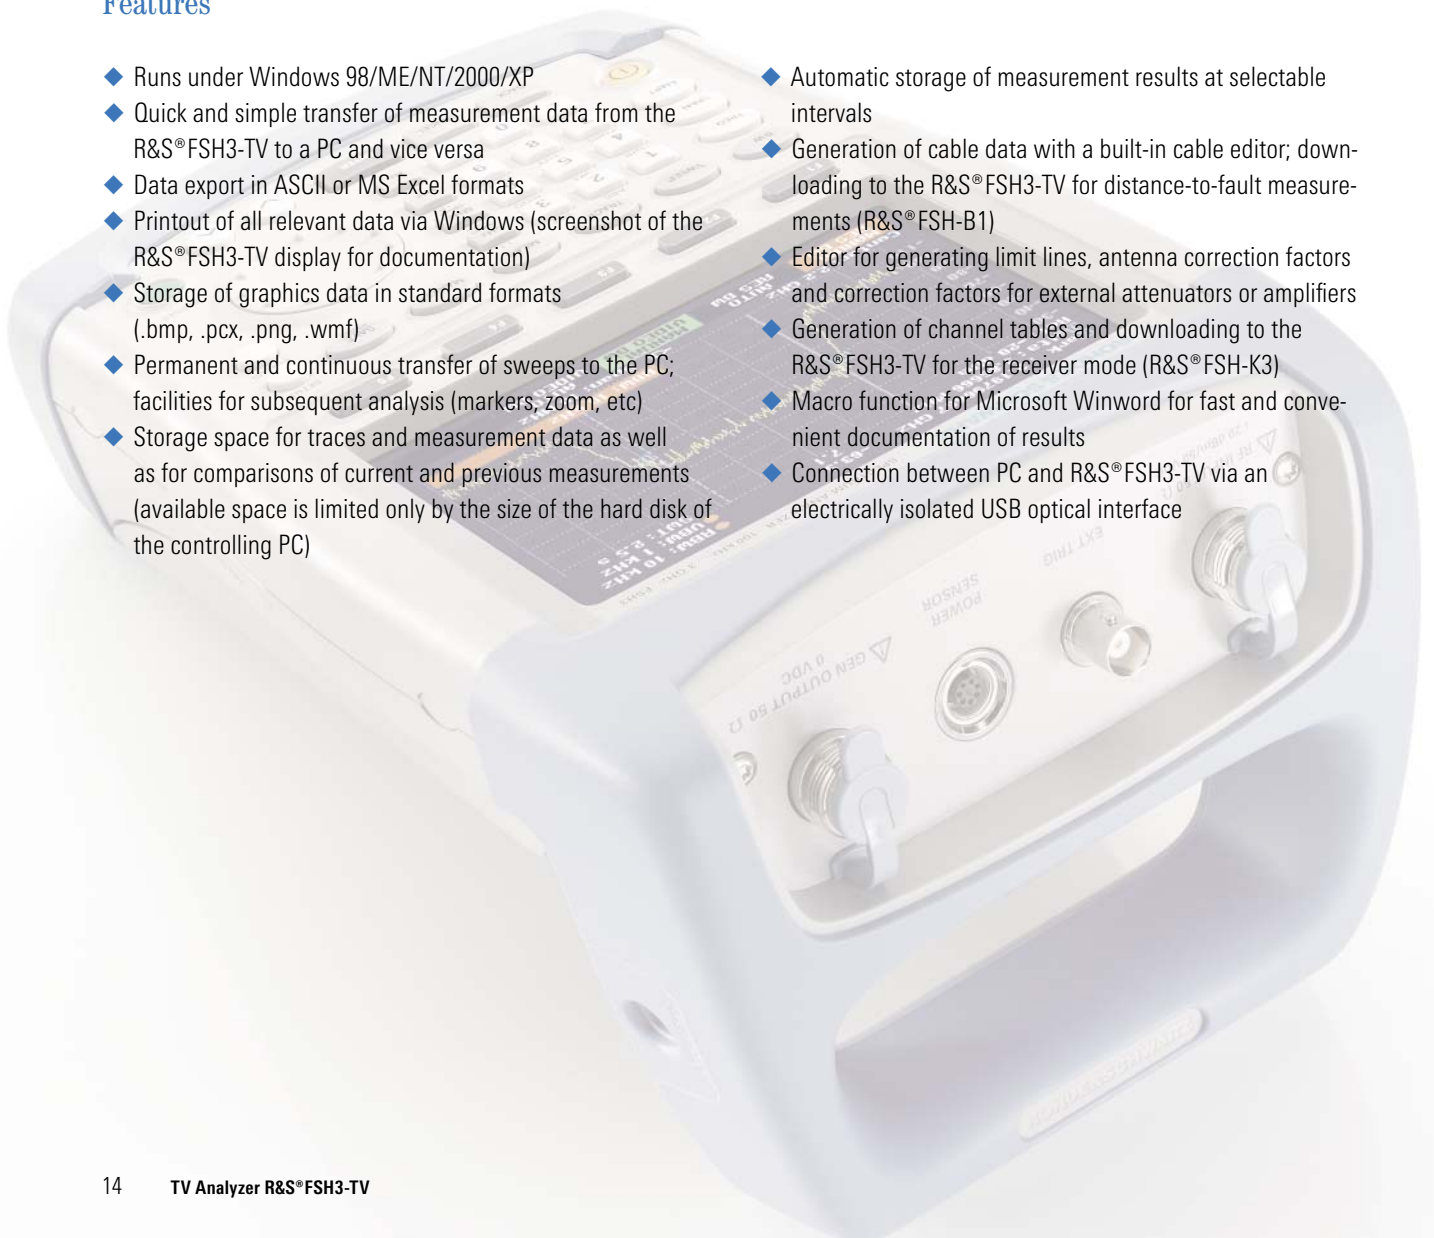 Features
◆ Runs under Windows 98/ME/NT/2000/XP
◆ Quick and simple transfer of measurement data from the
R&S®FSH3-TV to a PC and vice versa
◆ Data export in ASCII or MS Excel formats
◆ Printout of all relevant data via Windows (screenshot of the
R&S®FSH3-TV display for documentation)
◆ Storage of graphics data in standard formats
(.bmp, .pcx, .png, .wmf)
◆ Permanent and continuous transfer of sweeps to the PC;
facilities for subsequent analysis (markers, zoom, etc)
◆ Storage space for traces and measurement data as well
as for comparisons of current and previous measurements
(available space is limited only by the size of the hard disk of
the controlling PC)
◆ Automatic storage of measurement results at selectable
intervals
◆ Generation of cable data with a built-in cable editor; down-
loading to the R&S®FSH3-TV for distance-to-fault measure-
ments (R&S®FSH-B1)
◆ Editor for generating limit lines, antenna correction factors
and correction factors for external attenuators or amplifiers
◆ Generation of channel tables and downloading to the
R&S®FSH3-TV for the receiver mode (R&S®FSH-K3)
◆ Macro function for Microsoft Winword for fast and conve-
nient documentation of results
◆ Connection between PC and R&S®FSH3-TV via an
electrically isolated USB optical interface
RBW: 10 kHz
VBW: 1 kHz
SWT: 2.5 s
GEN OUTPUT 50 Ω
0 VDC
POWER
SENSOR
EXT TRIG
ROHDE&SCHWARZ
14 TV Analyzer R&S®FSH3-TV